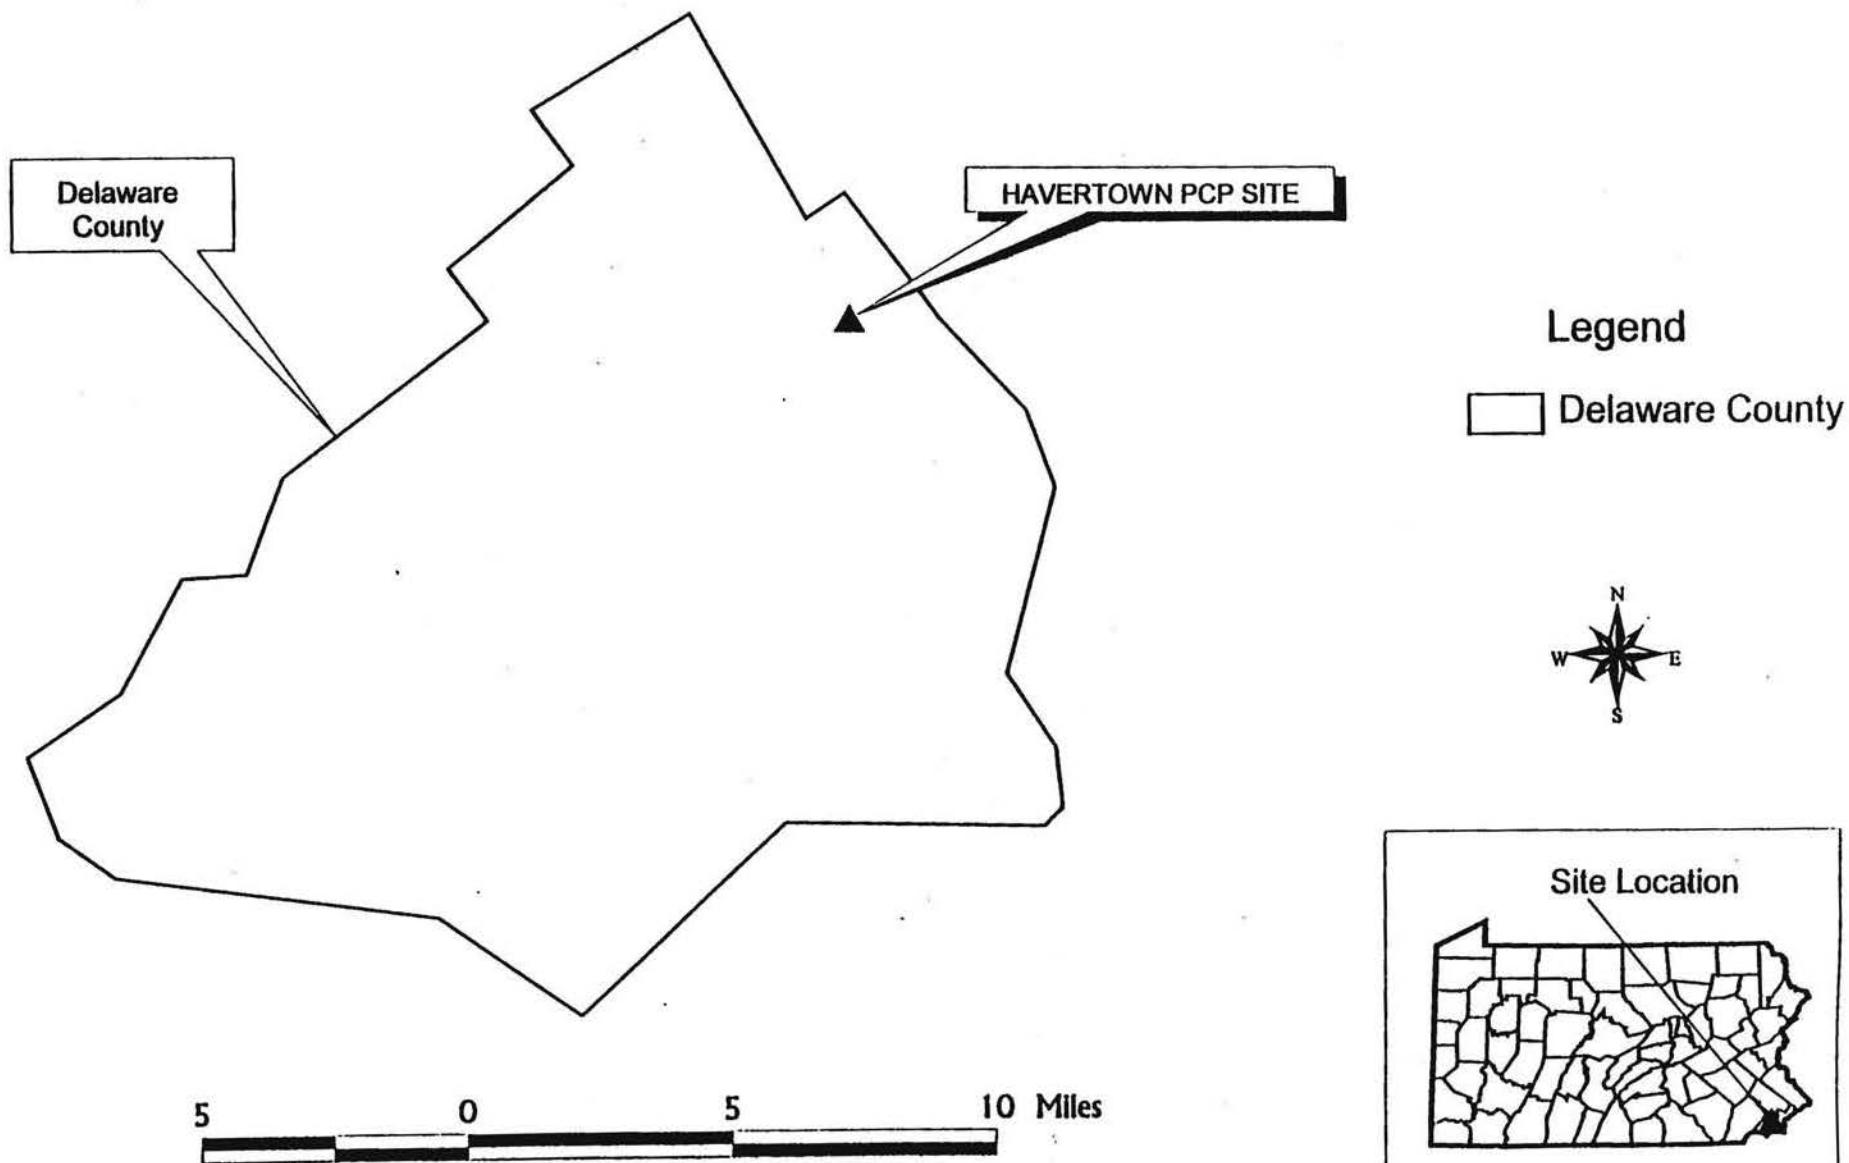 Delaware
County
HAVERTOWN PCP SITE
Legend
Delaware County
N
W E
S
Site Location
5 0 5 10 Miles